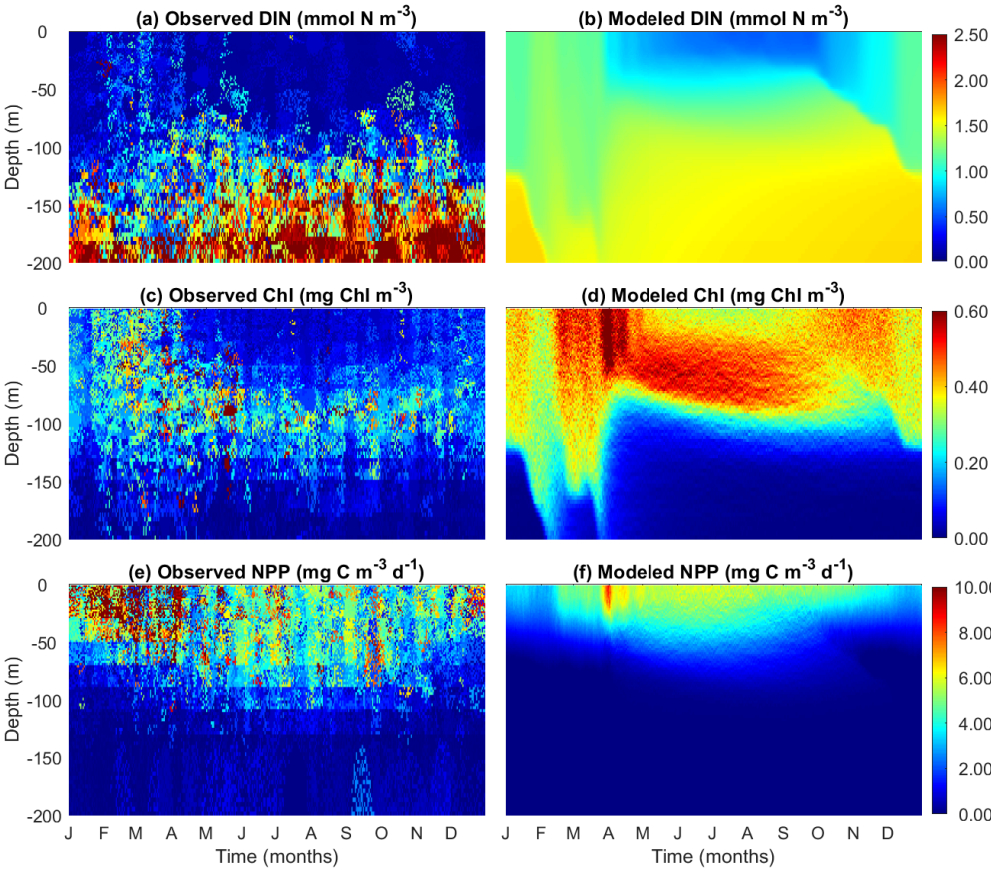 (a) Observed DIN (mmol N m-3)
(b) Modeled DIN (mmol N m-3)
0
-50
-100
-150
-200
Depth (m)
2.50
2.00
1.50
1.00
0.50
0.00
(c) Observed Chl (mg Chl m-3)
(d) Modeled Chl (mg Chl m-3)
0
-50
-100
-150
-200
Depth (m)
0.60
0.40
0.20
0.00
(e) Observed NPP (mg C m-3 d-1)
(f) Modeled NPP (mg C m-3 d-1)
0
-50
-100
-150
-200
Depth (m)
10.00
8.00
6.00
4.00
2.00
0.00
J F M A M J J A S O N D
J F M A M J J A S O N D
Time (months)
Time (months)